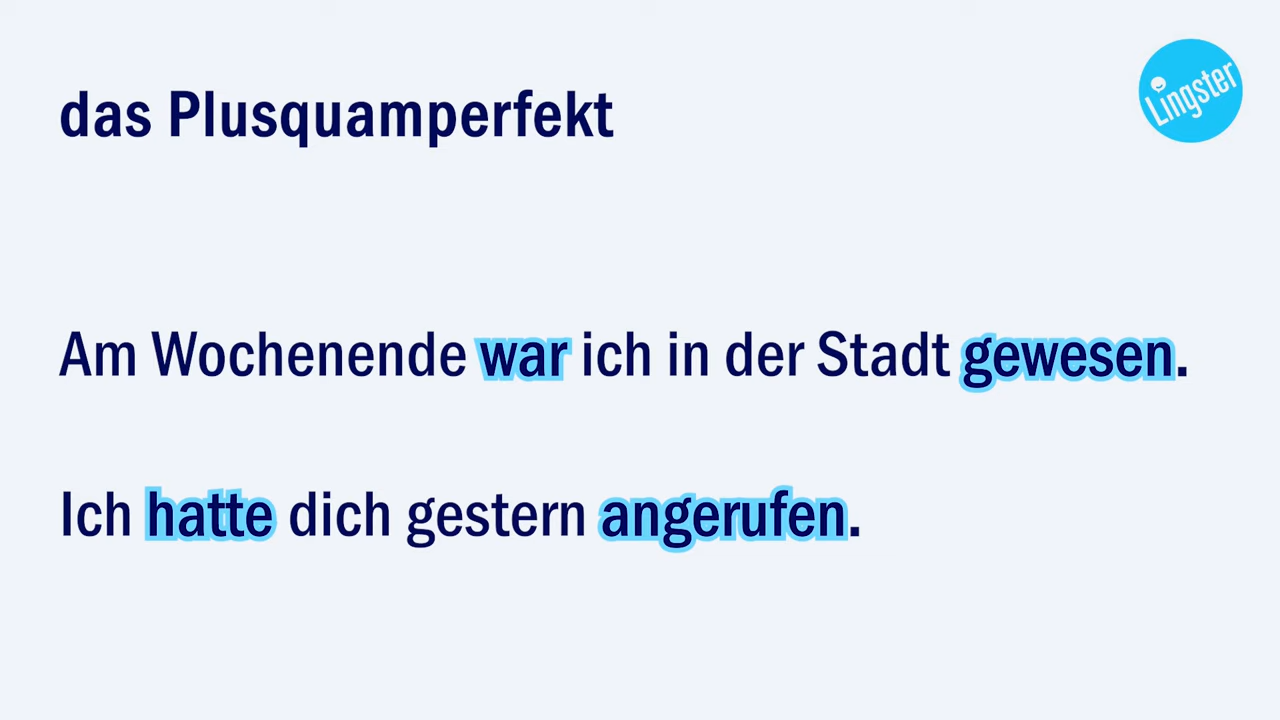 das Plusquamperfekt
Lingster
Am Wochenende war ich in der Stadt gewesen.
Ich hatte dich gestern angerufen.